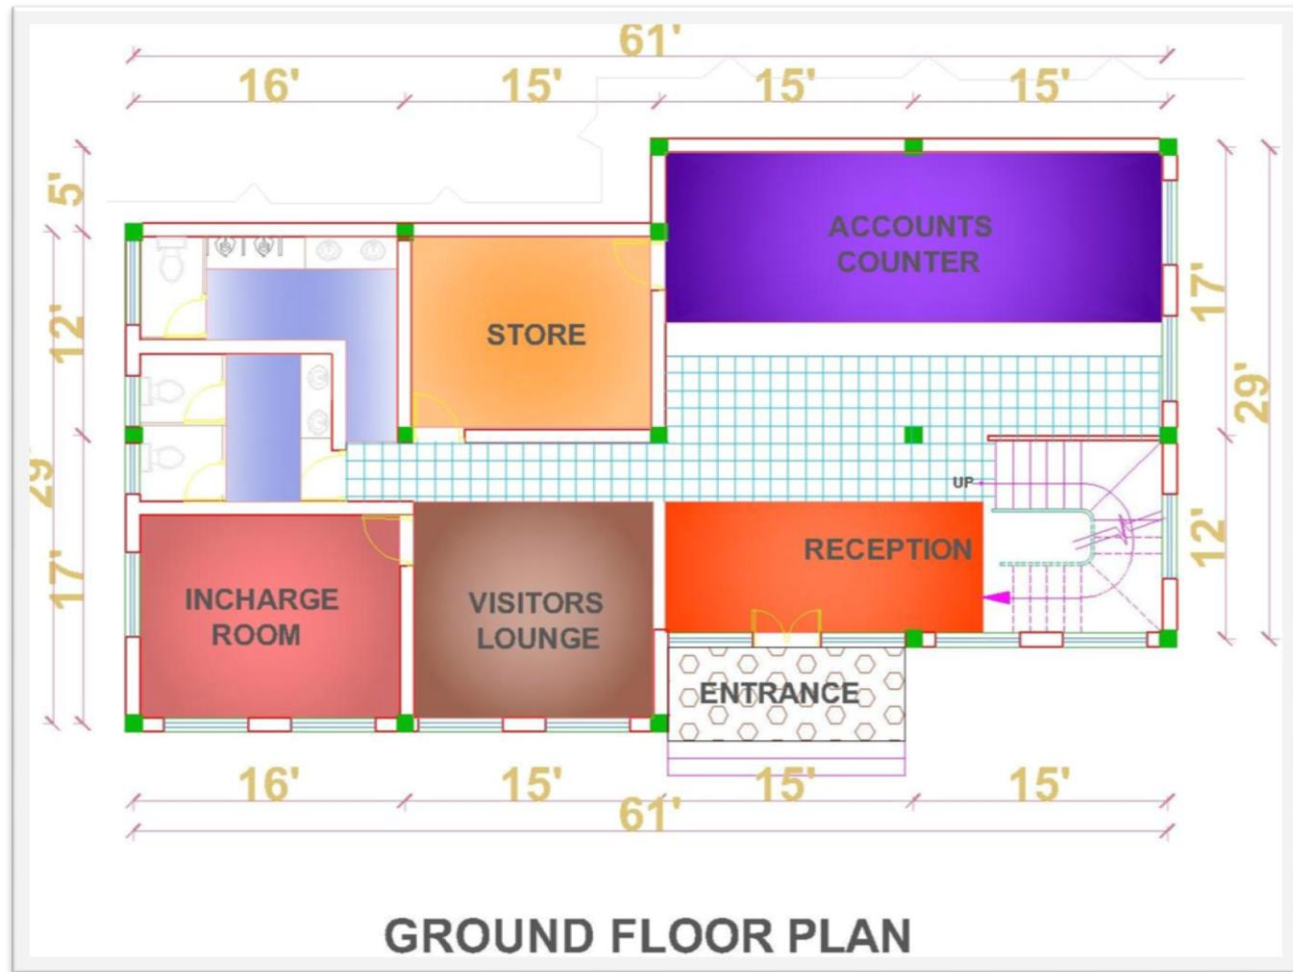 61'
16' 15' 15' 15'
5'
ACCOUNTS
COUNTER
17'
12'
STORE
29'
29'
UP
RECEPTION
12'
17'
INCHARGE
ROOM
VISITORS
LOUNGE
ENTRANCE
16' 15' 15' 15'
61'
GROUND FLOOR PLAN